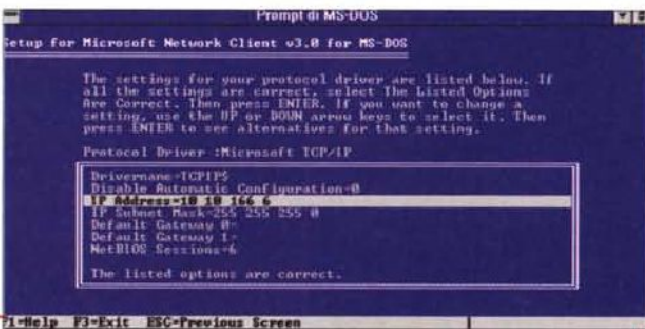 Prompt di MS-DOS
Setup for Microsoft Network Client v3.0 for MS-DOS
The settings for your protocol driver are listed below. If
all the settings are correct, select The Listed Options
Are Correct. Then press ENTER. If you want to change a
setting, use the UP or DOWN arrow keys to select it. Then
press ENTER to see alternatives for that setting.
Protocol Driver :Microsoft TCP/IP
Drivername=TCPIP$
Disable Automatic Configuration=0
IP Address=10 10 166 6
IP Subnet Mask=255 255 255 0
Default Gateway 0=
Default Gateway 1=
NetBIOS Sessions=6
The listed options are correct.
F1=Help F3=Exit ESC=Previous Screen